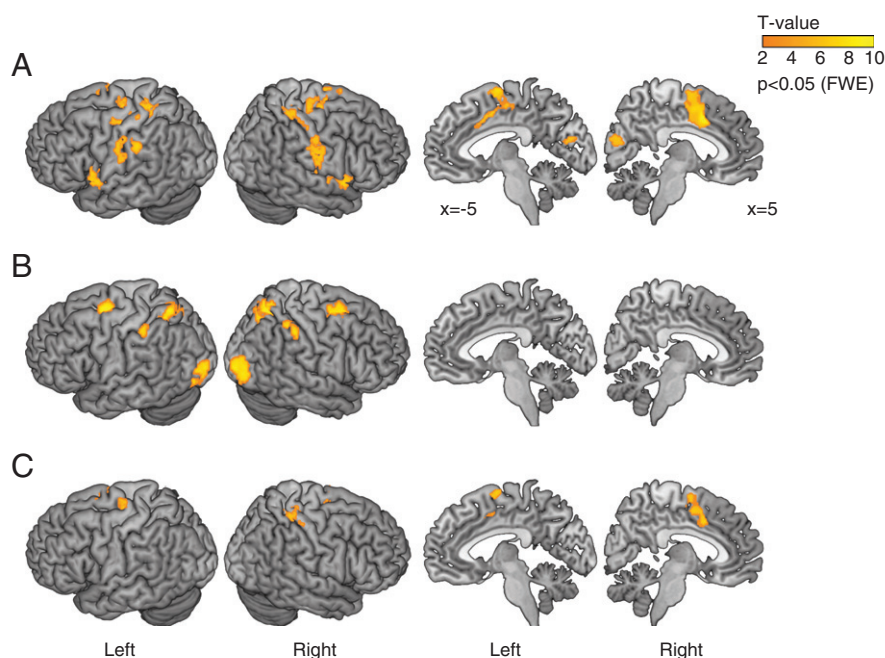 T-value
2 4 6 8 10
p<0.05 (FWE)
A
x=-5
x=5
B
C
Left
Right
Left
Right